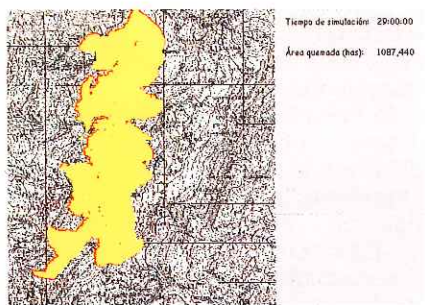 Tiempo de simulación: 29:00:00
Área quemada (has): 1087,440